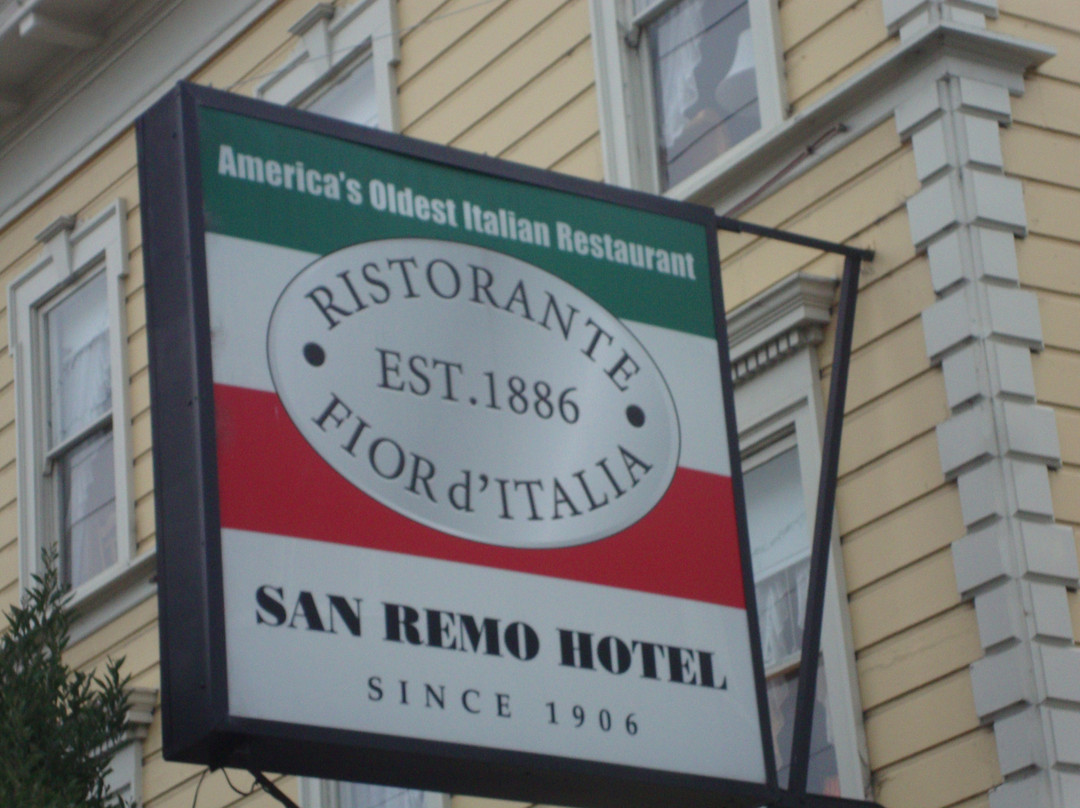 America's Oldest Italian Restaurant
RISTORANTE
EST.1886
FIOR d'ITALIA
SAN REMO HOTEL
SINCE 1906